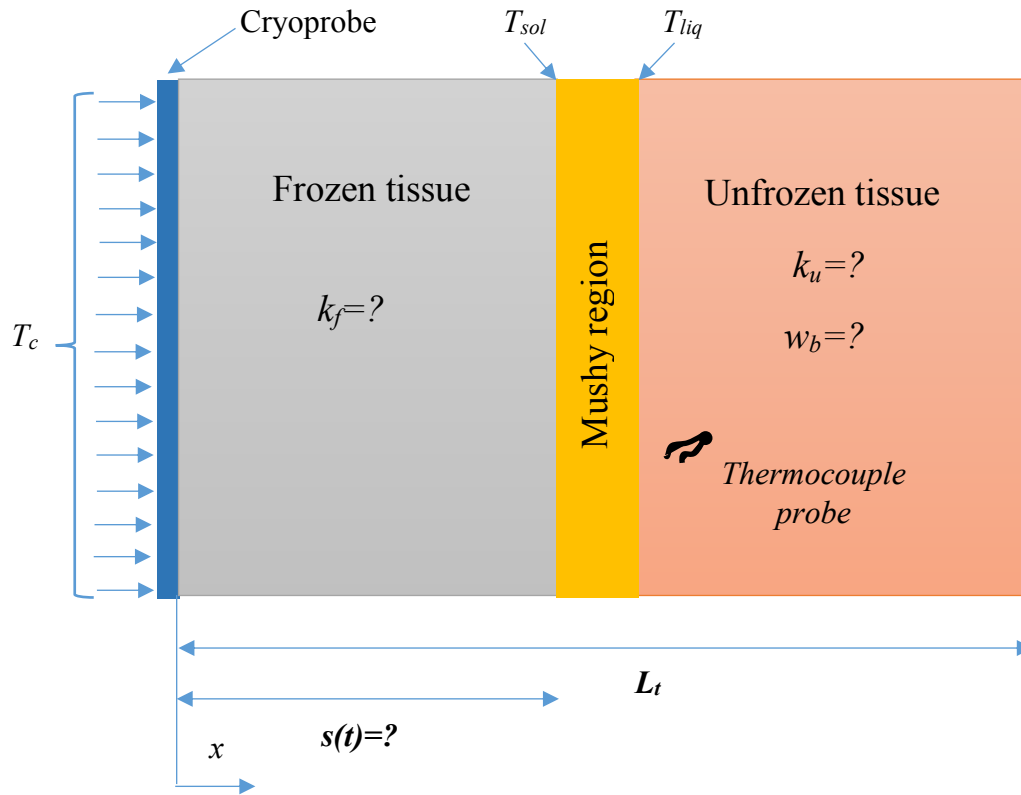 Cryoprobe
T_sol
T_liq
Frozen tissue
Unfrozen tissue
k_f=?
k_u=?
w_b=?
Mushy region
T_c
Thermocouple
probe
L_t
s(t)=?
x